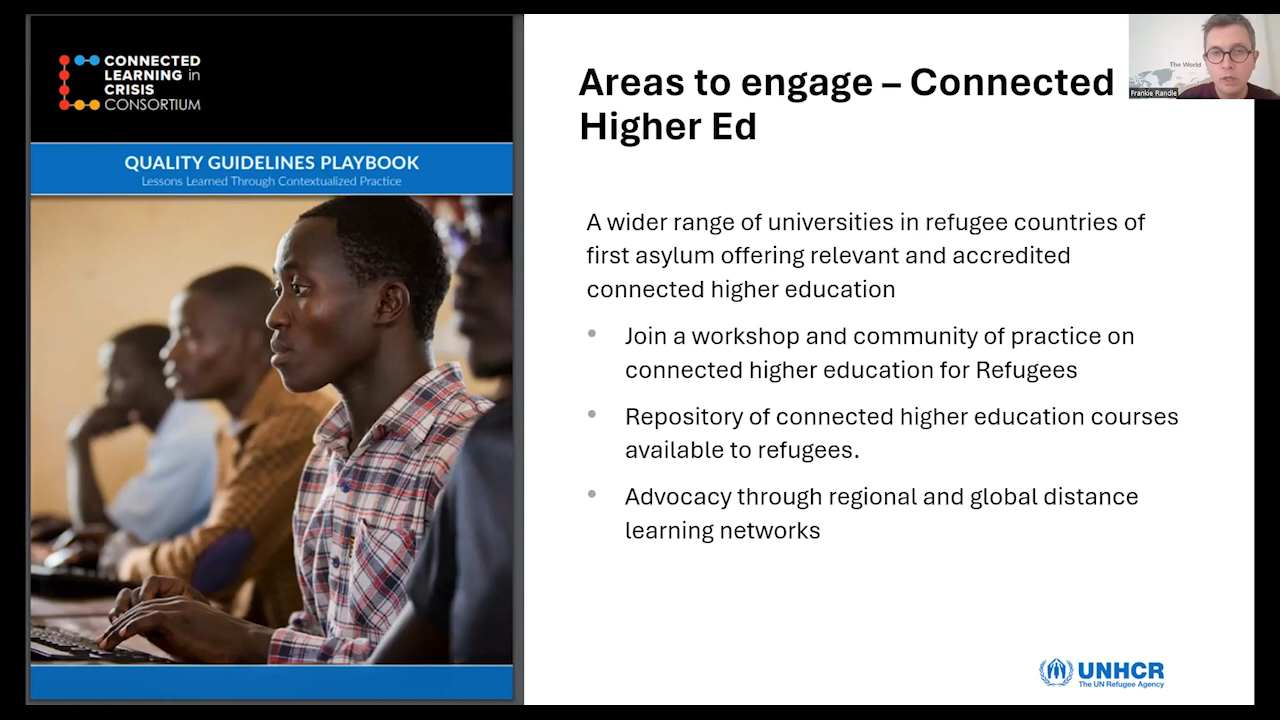 CONNECTED
LEARNING in
CRISIS
CONSORTIUM
QUALITY GUIDELINES PLAYBOOK
Lessons Learned Through Contextualized Practice
Areas to engage – Connected
Higher Ed
The World
Frankie Randle
A wider range of universities in refugee countries of
first asylum offering relevant and accredited
connected higher education
• Join a workshop and community of practice on
connected higher education for Refugees
• Repository of connected higher education courses
available to refugees.
• Advocacy through regional and global distance
learning networks
UNHCR
The UN Refugee Agency